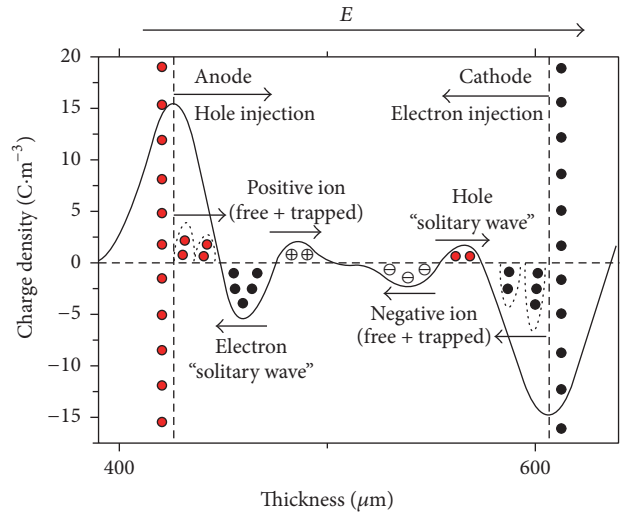 E
20
15
10
5
0
−5
−10
−15
Charge density (C·m⁻³)
Anode
Hole injection
Cathode
Electron injection
Positive ion
(free + trapped)
Hole
“solitary wave”
Electron
“solitary wave”
Negative ion
(free + trapped)
400
600
Thickness (μm)